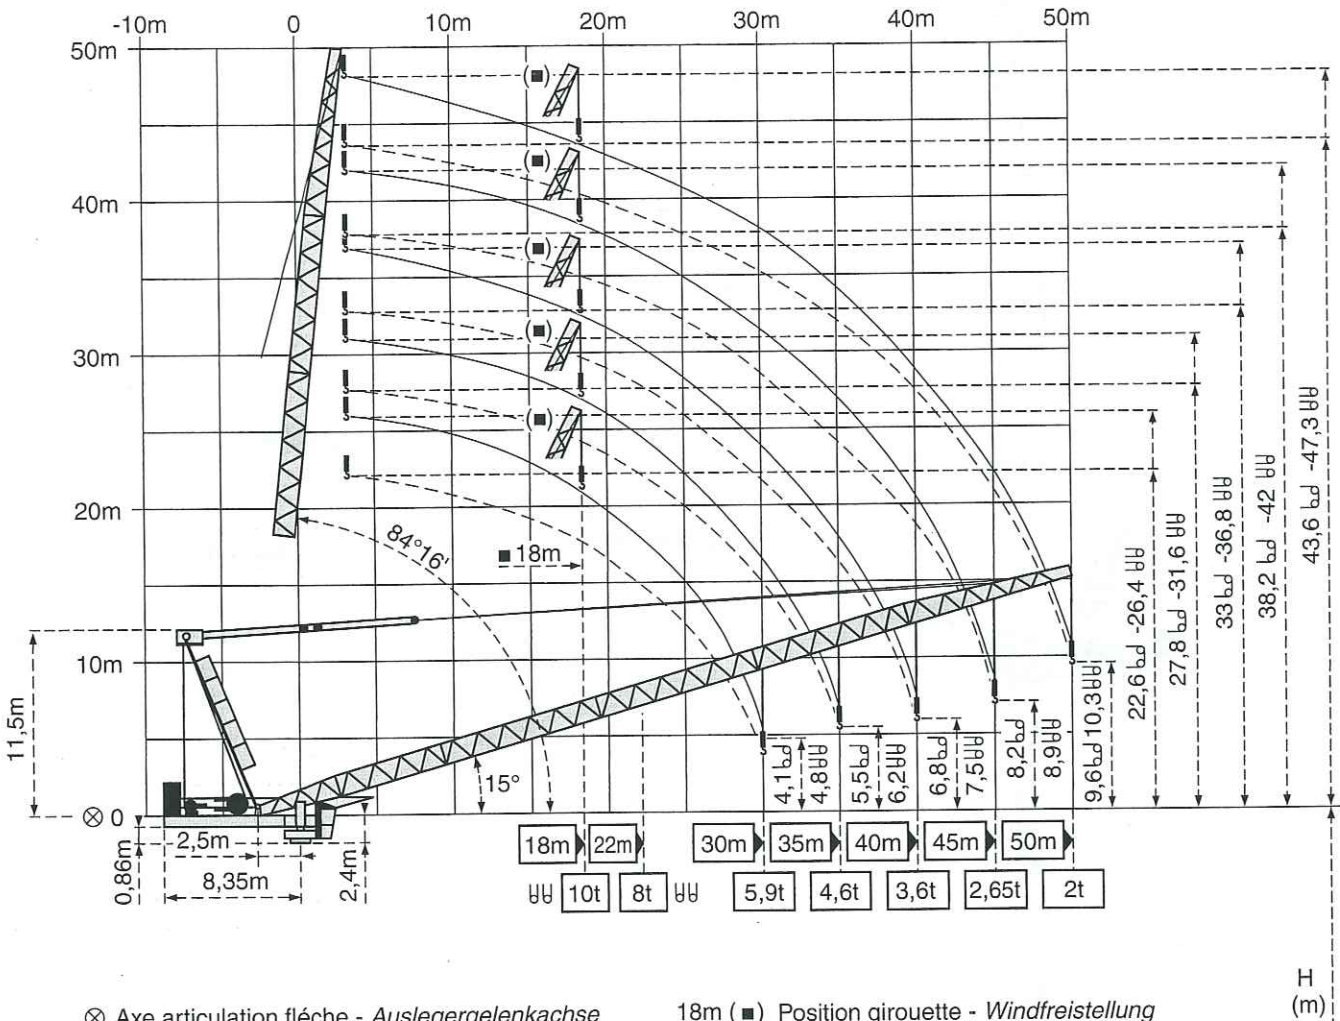 -10m 0 10m 20m 30m 40m 50m
50m
40m
30m
20m
10m
0
(■)
(■)
(■)
(■)
(■)
84°16'
■ 18m
15°
11,5m
0,86m
2,5m
8,35m
2,4m
4,1
4,8
5,5
6,2
6,8
7,5
8,2
8,9
9,6 10,3
22,6 -26,4
27,8 -31,6
33 -36,8
38,2 -42
43,6 -47,3
18m 22m 30m 35m 40m 45m 50m
10t 8t 5,9t 4,6t 3,6t 2,65t 2t
H
(m)
⊗ Axe articulation fléche - Auslegergelenkachse
18m (■) Position girouette - Windfreistellung